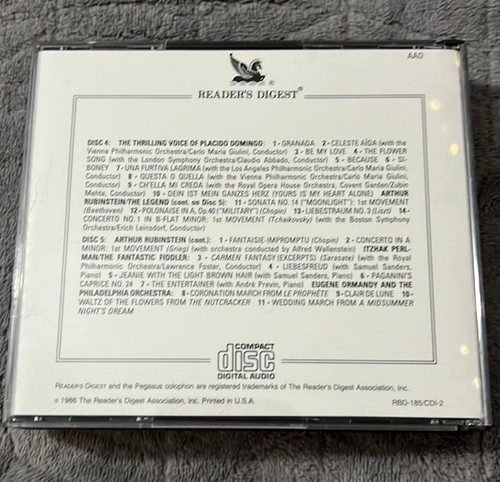 AAD
READER'S DIGEST®
DISC 4: THE THRILLING VOICE OF PLACIDO DOMINGO: 1 - GRANADA 2 - CELESTE AÏDA (with the
Vienna Philharmonic Orchestra/Carlo Maria Giulini, Conductor) 3 - BE MY LOVE 4 - THE FLOWER
SONG (with the London Symphony Orchestra/Claudio Abbado, Conductor) 5 - BECAUSE 6 - SI-
BONEY 7 - UNA FURTIVA LAGRIMA (with the Los Angeles Philharmonic Orchestra/Carlo Maria Giulini,
Conductor) 8 - QUESTA O QUELLA (with the Vienna Philharmonic Orchestra/Carlo Maria Giulini,
Conductor) 9 - CH'ELLA MI CREDA (with the Royal Opera House Orchestra, Covent Garden/Zubin
Mehta, Conductor) 10 - DEIN IST MEIN GANZES HERZ (YOURS IS MY HEART ALONE) ARTHUR
RUBINSTEIN/THE LEGEND (cont. on Disc 5): 11 - SONATA NO. 14 ("MOONLIGHT"): 1st MOVEMENT
(Beethoven) 12 - POLONAISE IN A, Op.40 ("MILITARY") (Chopin) 13 - LIEBESTRAUM NO. 3 (Liszt) 14 -
CONCERTO NO. 1 IN B-FLAT MINOR: 1st MOVEMENT (Tchaikovsky) (with the Boston Symphony
Orchestra/Erich Leinsdorf, Conductor)
DISC 5: ARTHUR RUBINSTEIN (cont.): 1 - FANTAISIE-IMPROMPTU (Chopin) 2 - CONCERTO IN A
MINOR: 1st MOVEMENT (Grieg) (with orchestra conducted by Alfred Wallenstein) ITZHAK PERL-
MAN/THE FANTASTIC FIDDLER: 3 - CARMEN FANTASY (EXCERPTS) (Sarasate) (with the Royal
Philharmonic Orchestra/Lawrence Foster, Conductor) 4 - LIEBESFREUD (with Samuel Sanders,
Piano) 5 - JEANIE WITH THE LIGHT BROWN HAIR (with Samuel Sanders, Piano) 6 - PAGANINI'S
CAPRICE NO. 24 7 - THE ENTERTAINER (with André Previn, Piano) EUGENE ORMANDY AND THE
PHILADELPHIA ORCHESTRA: 8 - CORONATION MARCH FROM LE PROPHÈTE 9 - CLAIR DE LUNE 10 -
WALTZ OF THE FLOWERS FROM THE NUTCRACKER 11 - WEDDING MARCH FROM A MIDSUMMER
NIGHT'S DREAM
COMPACT
disc
DIGITAL AUDIO
READER'S DIGEST and the Pegasus colophon are registered trademarks of The Reader's Digest Association, Inc.
© 1986 The Reader's Digest Association, Inc. Printed in U.S.A.
RBD-185/CDI-2